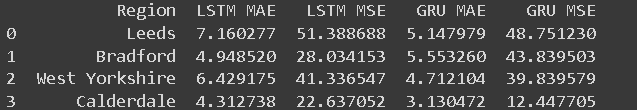 Region LSTM MAE LSTM MSE GRU MAE GRU MSE
0 Leeds 7.160277 51.388688 5.147979 48.751230
1 Bradford 4.948520 28.034153 5.553260 43.839503
2 West Yorkshire 6.429175 41.336547 4.712104 39.839579
3 Calderdale 4.312738 22.637052 3.130472 12.447705